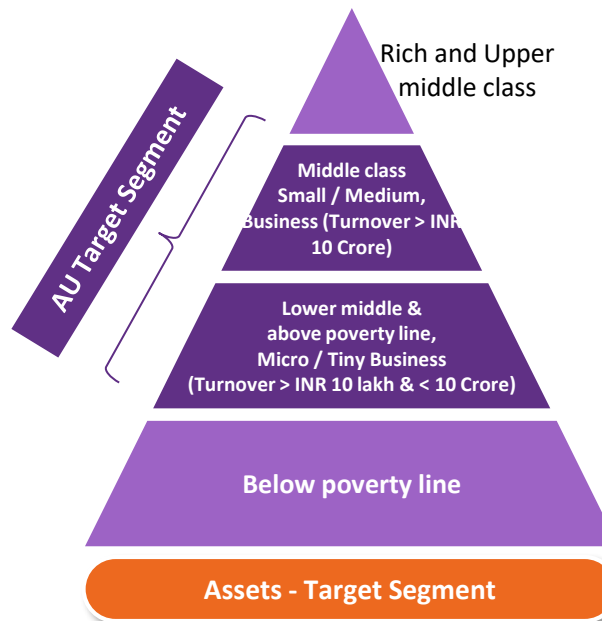 Rich and Upper
middle class
AU Target Segment
Middle class
Small / Medium,
Business (Turnover > INR
10 Crore)
Lower middle &
above poverty line,
Micro / Tiny Business
(Turnover > INR 10 lakh & < 10 Crore)
Below poverty line
Assets - Target Segment